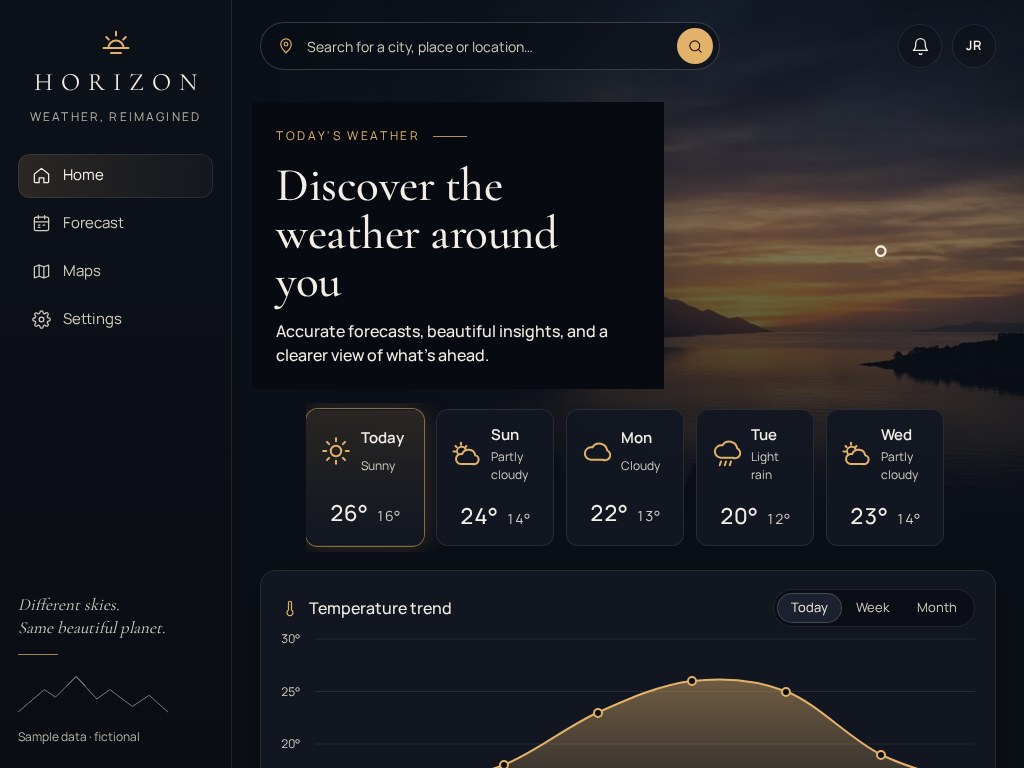 HORIZON
WEATHER, REIMAGINED
Home
Forecast
Maps
Settings
Different skies.
Same beautiful planet.
Sample data · fictional
Search for a city, place or location…
JR
TODAY'S WEATHER
Discover the
weather around
you
Accurate forecasts, beautiful insights, and a
clearer view of what's ahead.
Today
Sunny
26° 16°
Sun
Partly
cloudy
24° 14°
Mon
Cloudy
22° 13°
Tue
Light
rain
20° 12°
Wed
Partly
cloudy
23° 14°
Temperature trend
Today Week Month
30°
25°
20°